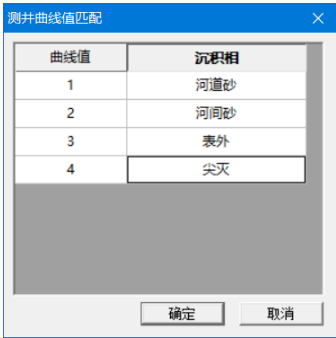 测井曲线值匹配
曲线值 沉积相
1 河道砂
2 河间砂
3 表外
4 尖灭
确定 取消